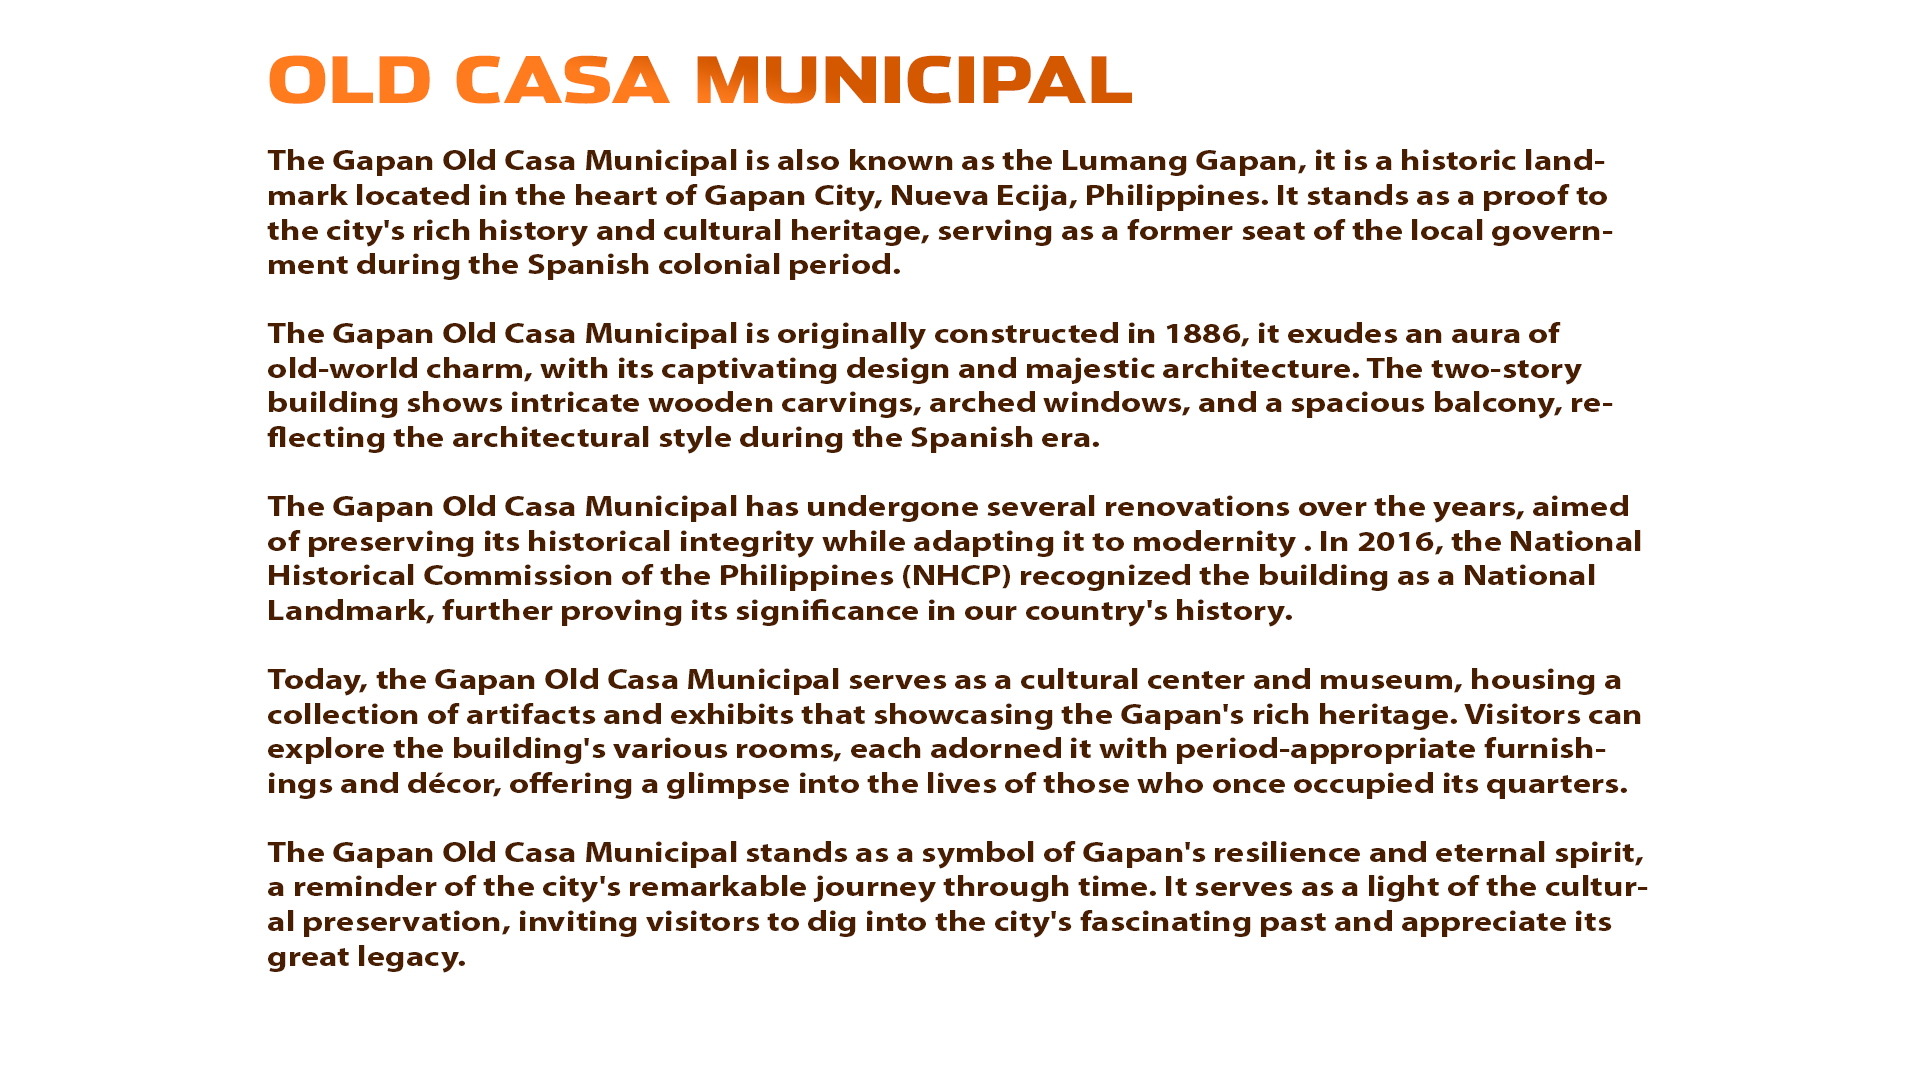 OLD CASA MUNICIPAL
The Gapan Old Casa Municipal is also known as the Lumang Gapan, it is a historic land-
mark located in the heart of Gapan City, Nueva Ecija, Philippines. It stands as a proof to
the city's rich history and cultural heritage, serving as a former seat of the local govern-
ment during the Spanish colonial period.
The Gapan Old Casa Municipal is originally constructed in 1886, it exudes an aura of
old-world charm, with its captivating design and majestic architecture. The two-story
building shows intricate wooden carvings, arched windows, and a spacious balcony, re-
flecting the architectural style during the Spanish era.
The Gapan Old Casa Municipal has undergone several renovations over the years, aimed
of preserving its historical integrity while adapting it to modernity . In 2016, the National
Historical Commission of the Philippines (NHCP) recognized the building as a National
Landmark, further proving its significance in our country's history.
Today, the Gapan Old Casa Municipal serves as a cultural center and museum, housing a
collection of artifacts and exhibits that showcasing the Gapan's rich heritage. Visitors can
explore the building's various rooms, each adorned it with period-appropriate furnish-
ings and décor, offering a glimpse into the lives of those who once occupied its quarters.
The Gapan Old Casa Municipal stands as a symbol of Gapan's resilience and eternal spirit,
a reminder of the city's remarkable journey through time. It serves as a light of the cultur-
al preservation, inviting visitors to dig into the city's fascinating past and appreciate its
great legacy.